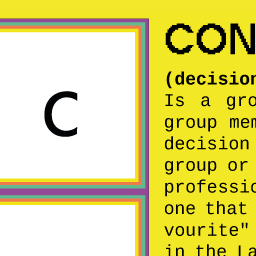 C
CON
(decision
Is a gro
group mem
decision
group or
professio
one that
vourite"
in the La